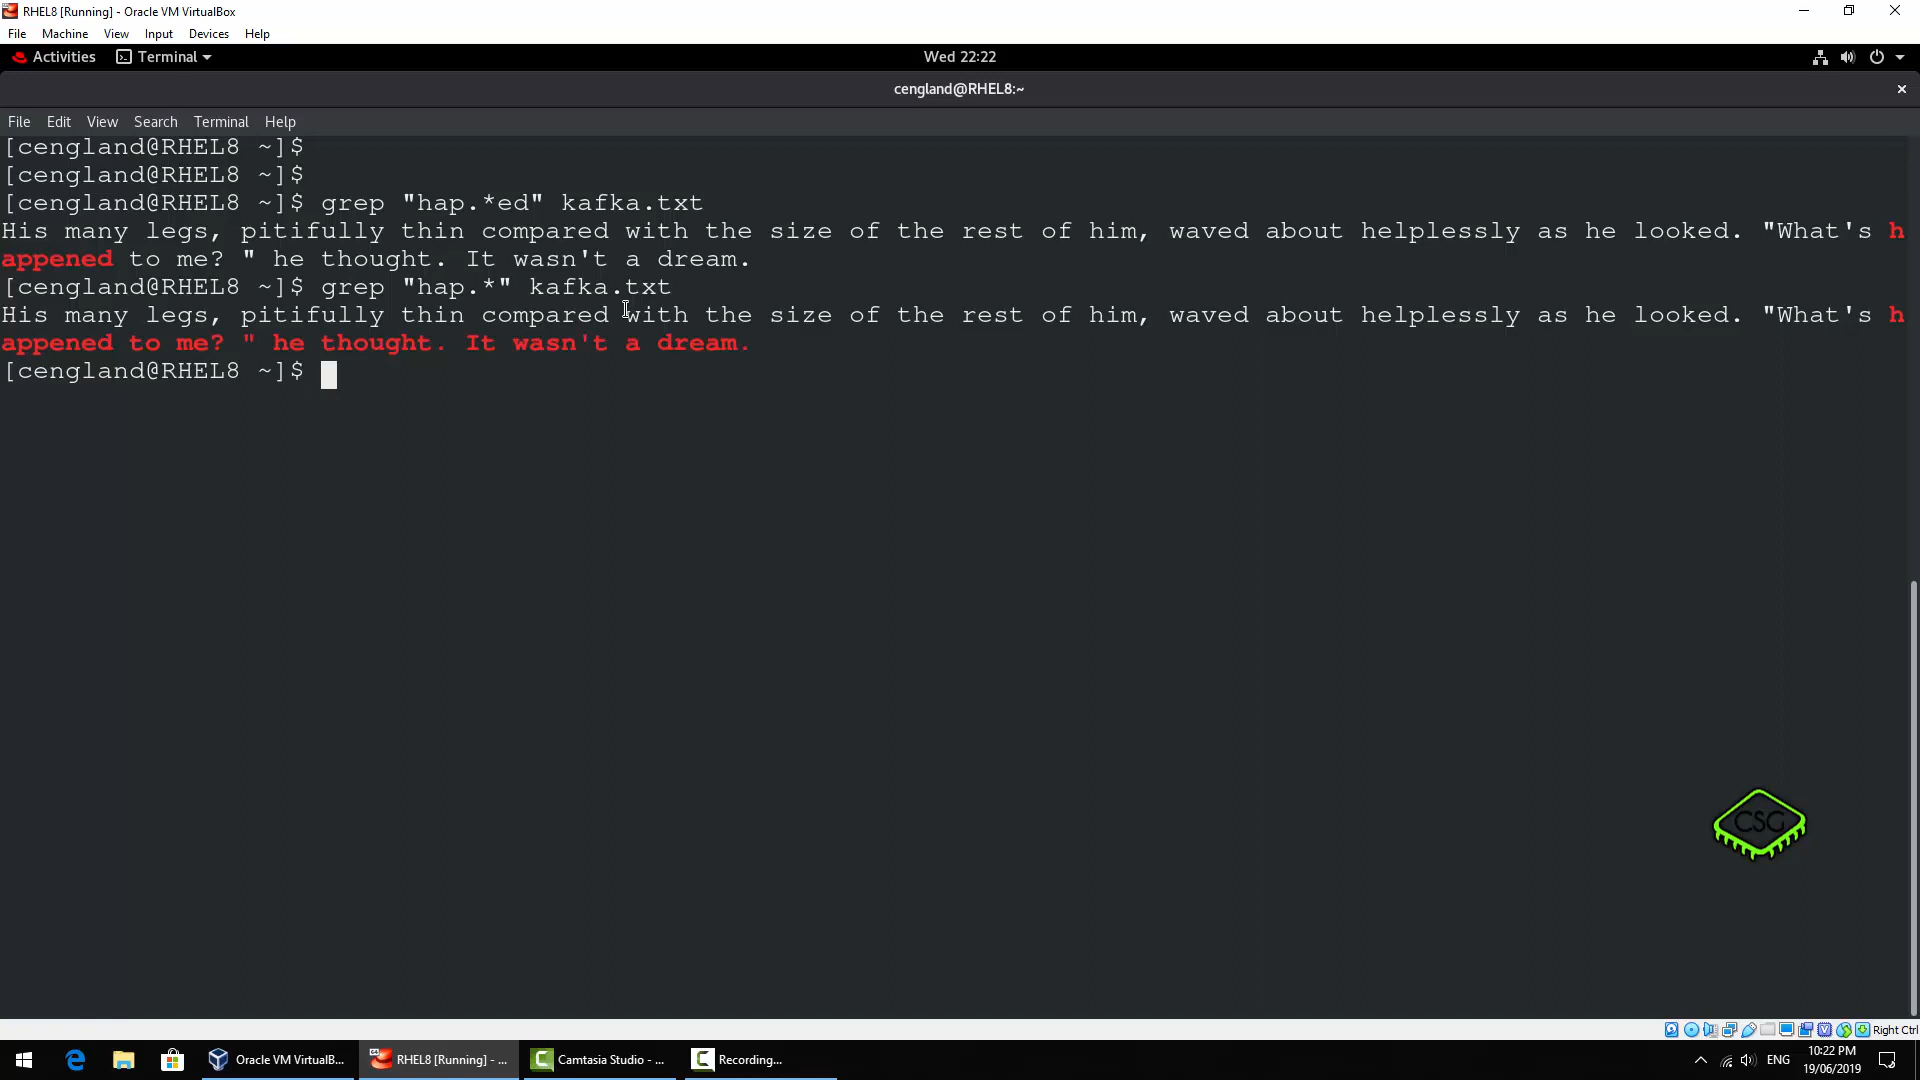 RHEL8 [Running] - Oracle VM VirtualBox
File Machine View Input Devices Help
Activities Terminal Wed 22:22
cengland@RHEL8:~
File Edit View Search Terminal Help
[cengland@RHEL8 ~]$
[cengland@RHEL8 ~]$
[cengland@RHEL8 ~]$ grep "hap.*ed" kafka.txt
His many legs, pitifully thin compared with the size of the rest of him, waved about helplessly as he looked. "What's h
appened to me? " he thought. It wasn't a dream.
[cengland@RHEL8 ~]$ grep "hap.*" kafka.txt
His many legs, pitifully thin compared with the size of the rest of him, waved about helplessly as he looked. "What's h
appened to me? " he thought. It wasn't a dream.
[cengland@RHEL8 ~]$
CSG
Right Ctrl
Oracle VM VirtualB... RHEL8 [Running] - ... Camtasia Studio - ... Recording... ENG 10:22 PM
19/06/2019